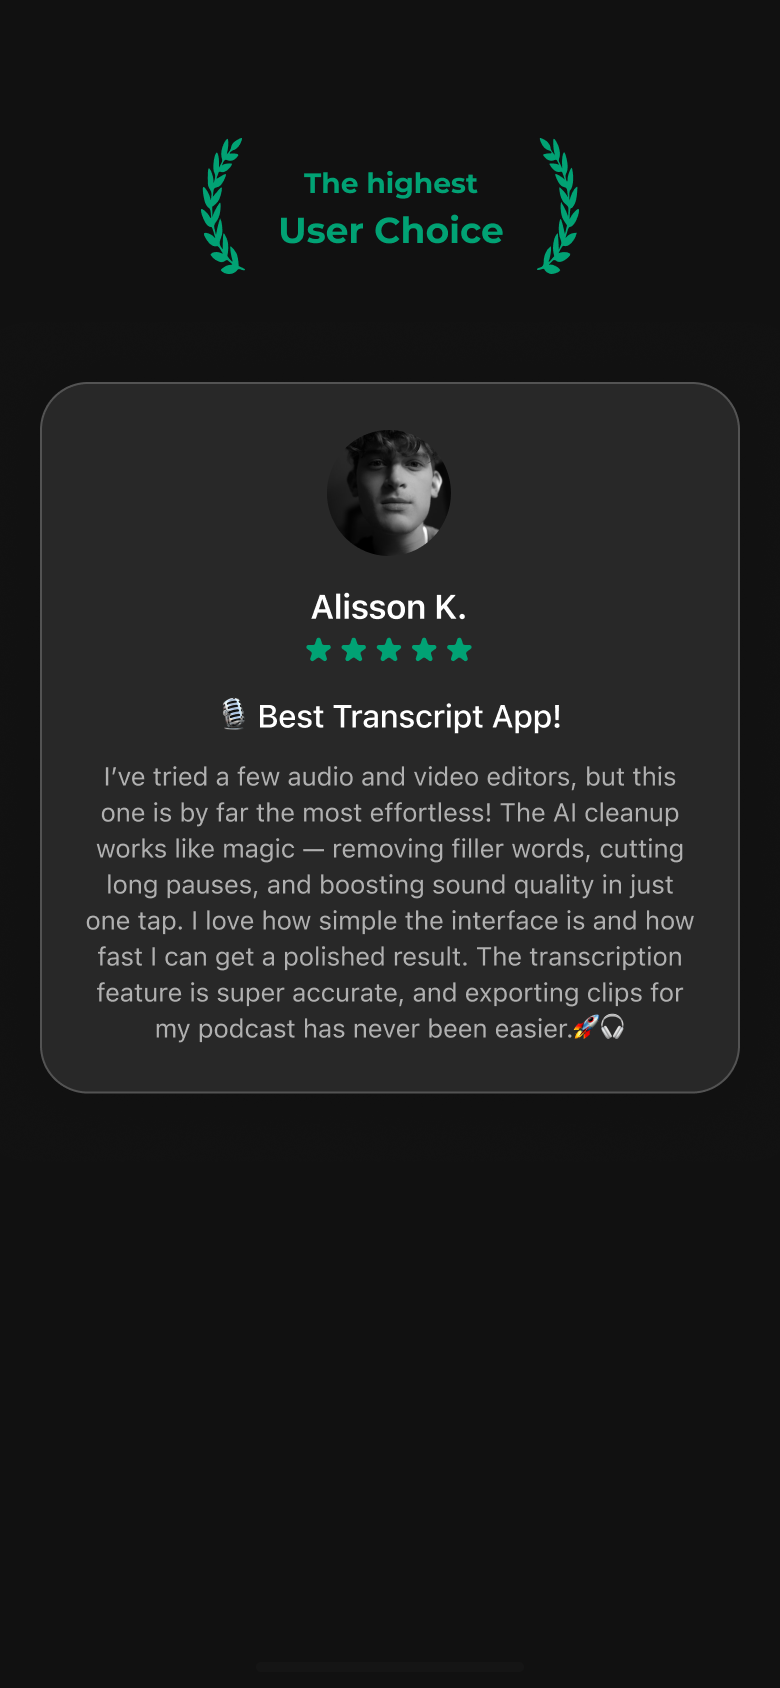 The highest
User Choice
Alisson K.
🎙️ Best Transcript App!
I’ve tried a few audio and video editors, but this
one is by far the most effortless! The AI cleanup
works like magic — removing filler words, cutting
long pauses, and boosting sound quality in just
one tap. I love how simple the interface is and how
fast I can get a polished result. The transcription
feature is super accurate, and exporting clips for
my podcast has never been easier.🚀🎧